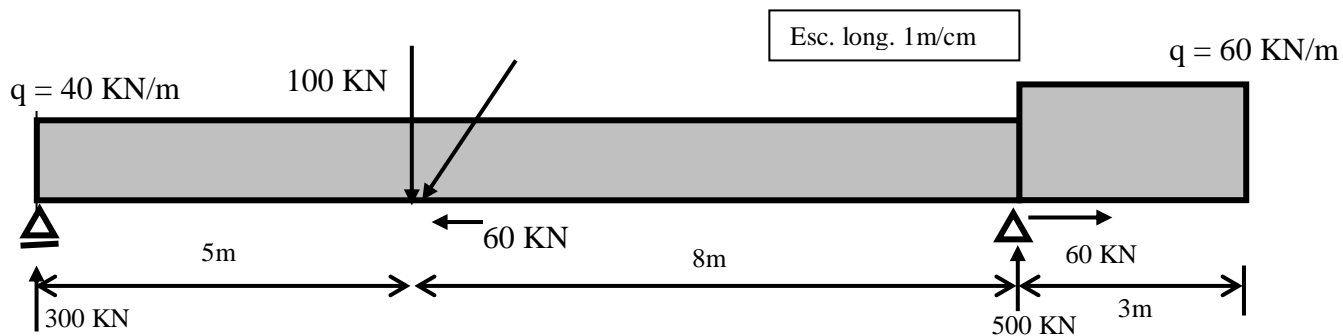 Esc. long. 1m/cm
q = 60 KN/m
q = 40 KN/m
100 KN
60 KN
60 KN
5m
8m
3m
300 KN
500 KN